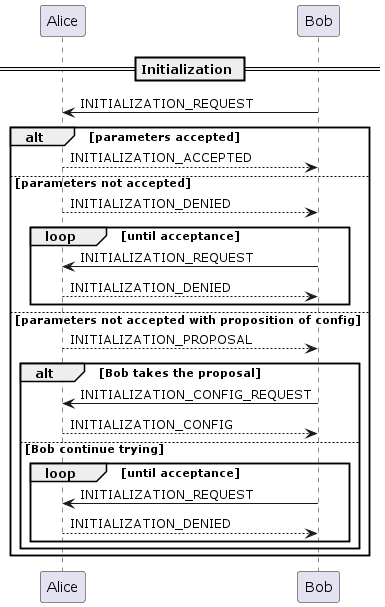 Alice Bob
Initialization
INITIALIZATION_REQUEST
alt [parameters accepted]
INITIALIZATION_ACCEPTED
[parameters not accepted]
INITIALIZATION_DENIED
loop [until acceptance]
INITIALIZATION_REQUEST
INITIALIZATION_DENIED
[parameters not accepted with proposition of config]
INITIALIZATION_PROPOSAL
alt [Bob takes the proposal]
INITIALIZATION_CONFIG_REQUEST
INITIALIZATION_CONFIG
[Bob continue trying]
loop [until acceptance]
INITIALIZATION_REQUEST
INITIALIZATION_DENIED
Alice Bob